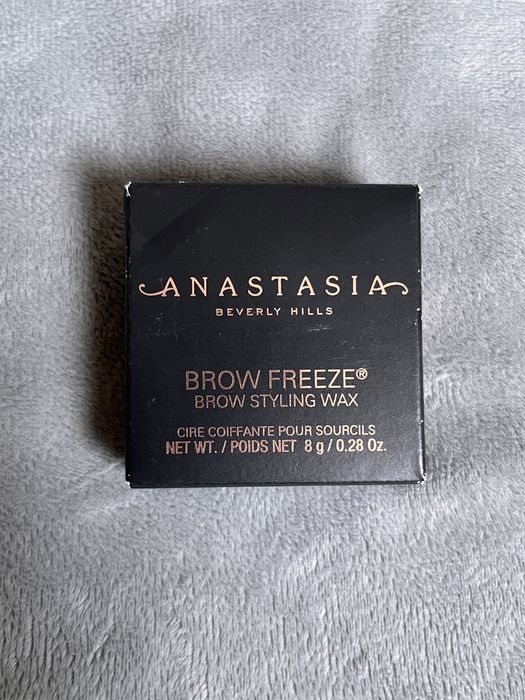 ANASTASIA
BEVERLY HILLS
BROW FREEZE®
BROW STYLING WAX
CIRE COIFFANTE POUR SOURCILS
NET WT. / POIDS NET 8 g / 0.28 Oz.